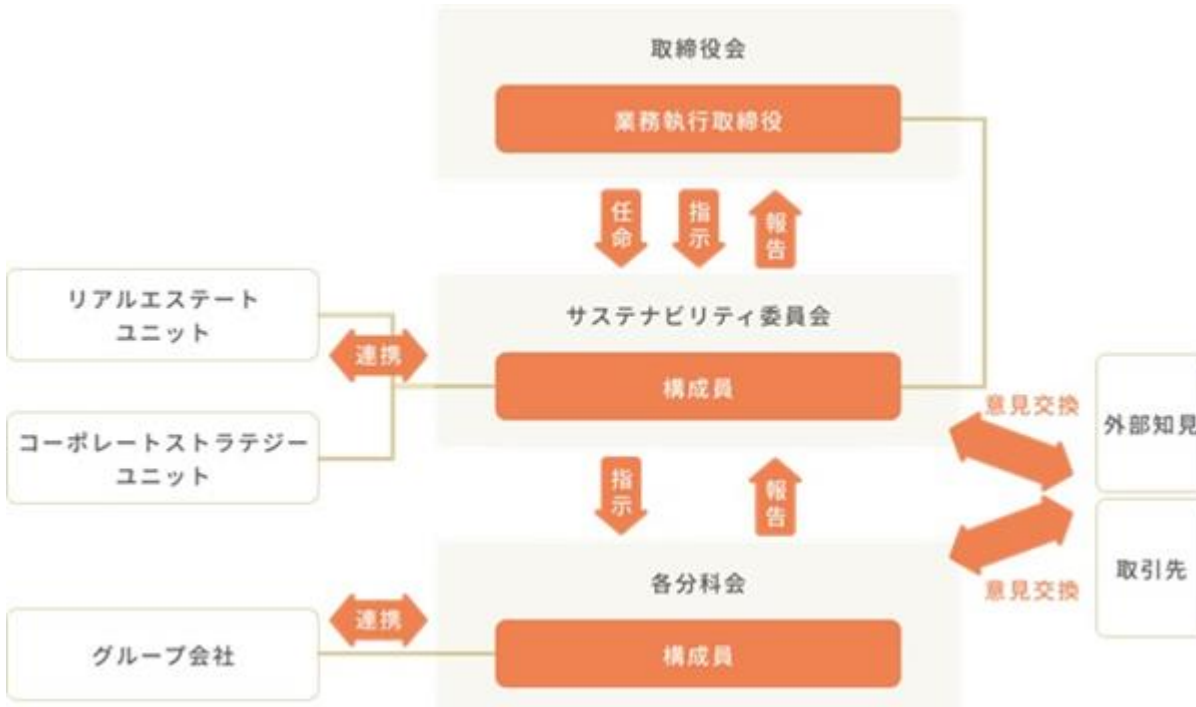 取締役会
業務執行取締役
任命
指示
報告
リアルエステート
ユニット
連携
サステナビリティ委員会
構成員
コーポレートストラテジー
ユニット
意見交換
外部知見
指示
報告
各分科会
意見交換
取引先
連携
グループ会社
構成員